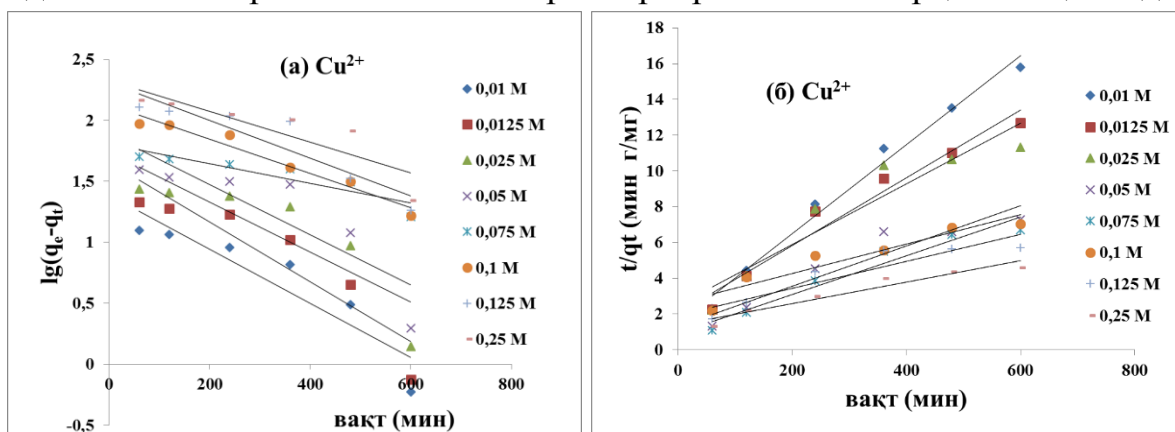 2,5
2
1,5
1
0,5
0
-0,5
0
200
400
600
800
lg(qe-qt)
вақт (мин)
(а) Cu²⁺
0,01 М
0,0125 М
0,025 М
0,05 М
0,075 М
0,1 М
0,125 М
0,25 М
18
16
14
12
10
8
6
4
2
0
0
200
400
600
800
t/qt (мин г/мг)
вақт (мин)
(б) Cu²⁺
0,01 М
0,0125 М
0,025 М
0,05 М
0,075 М
0,1 М
0,125 М
0,25 М